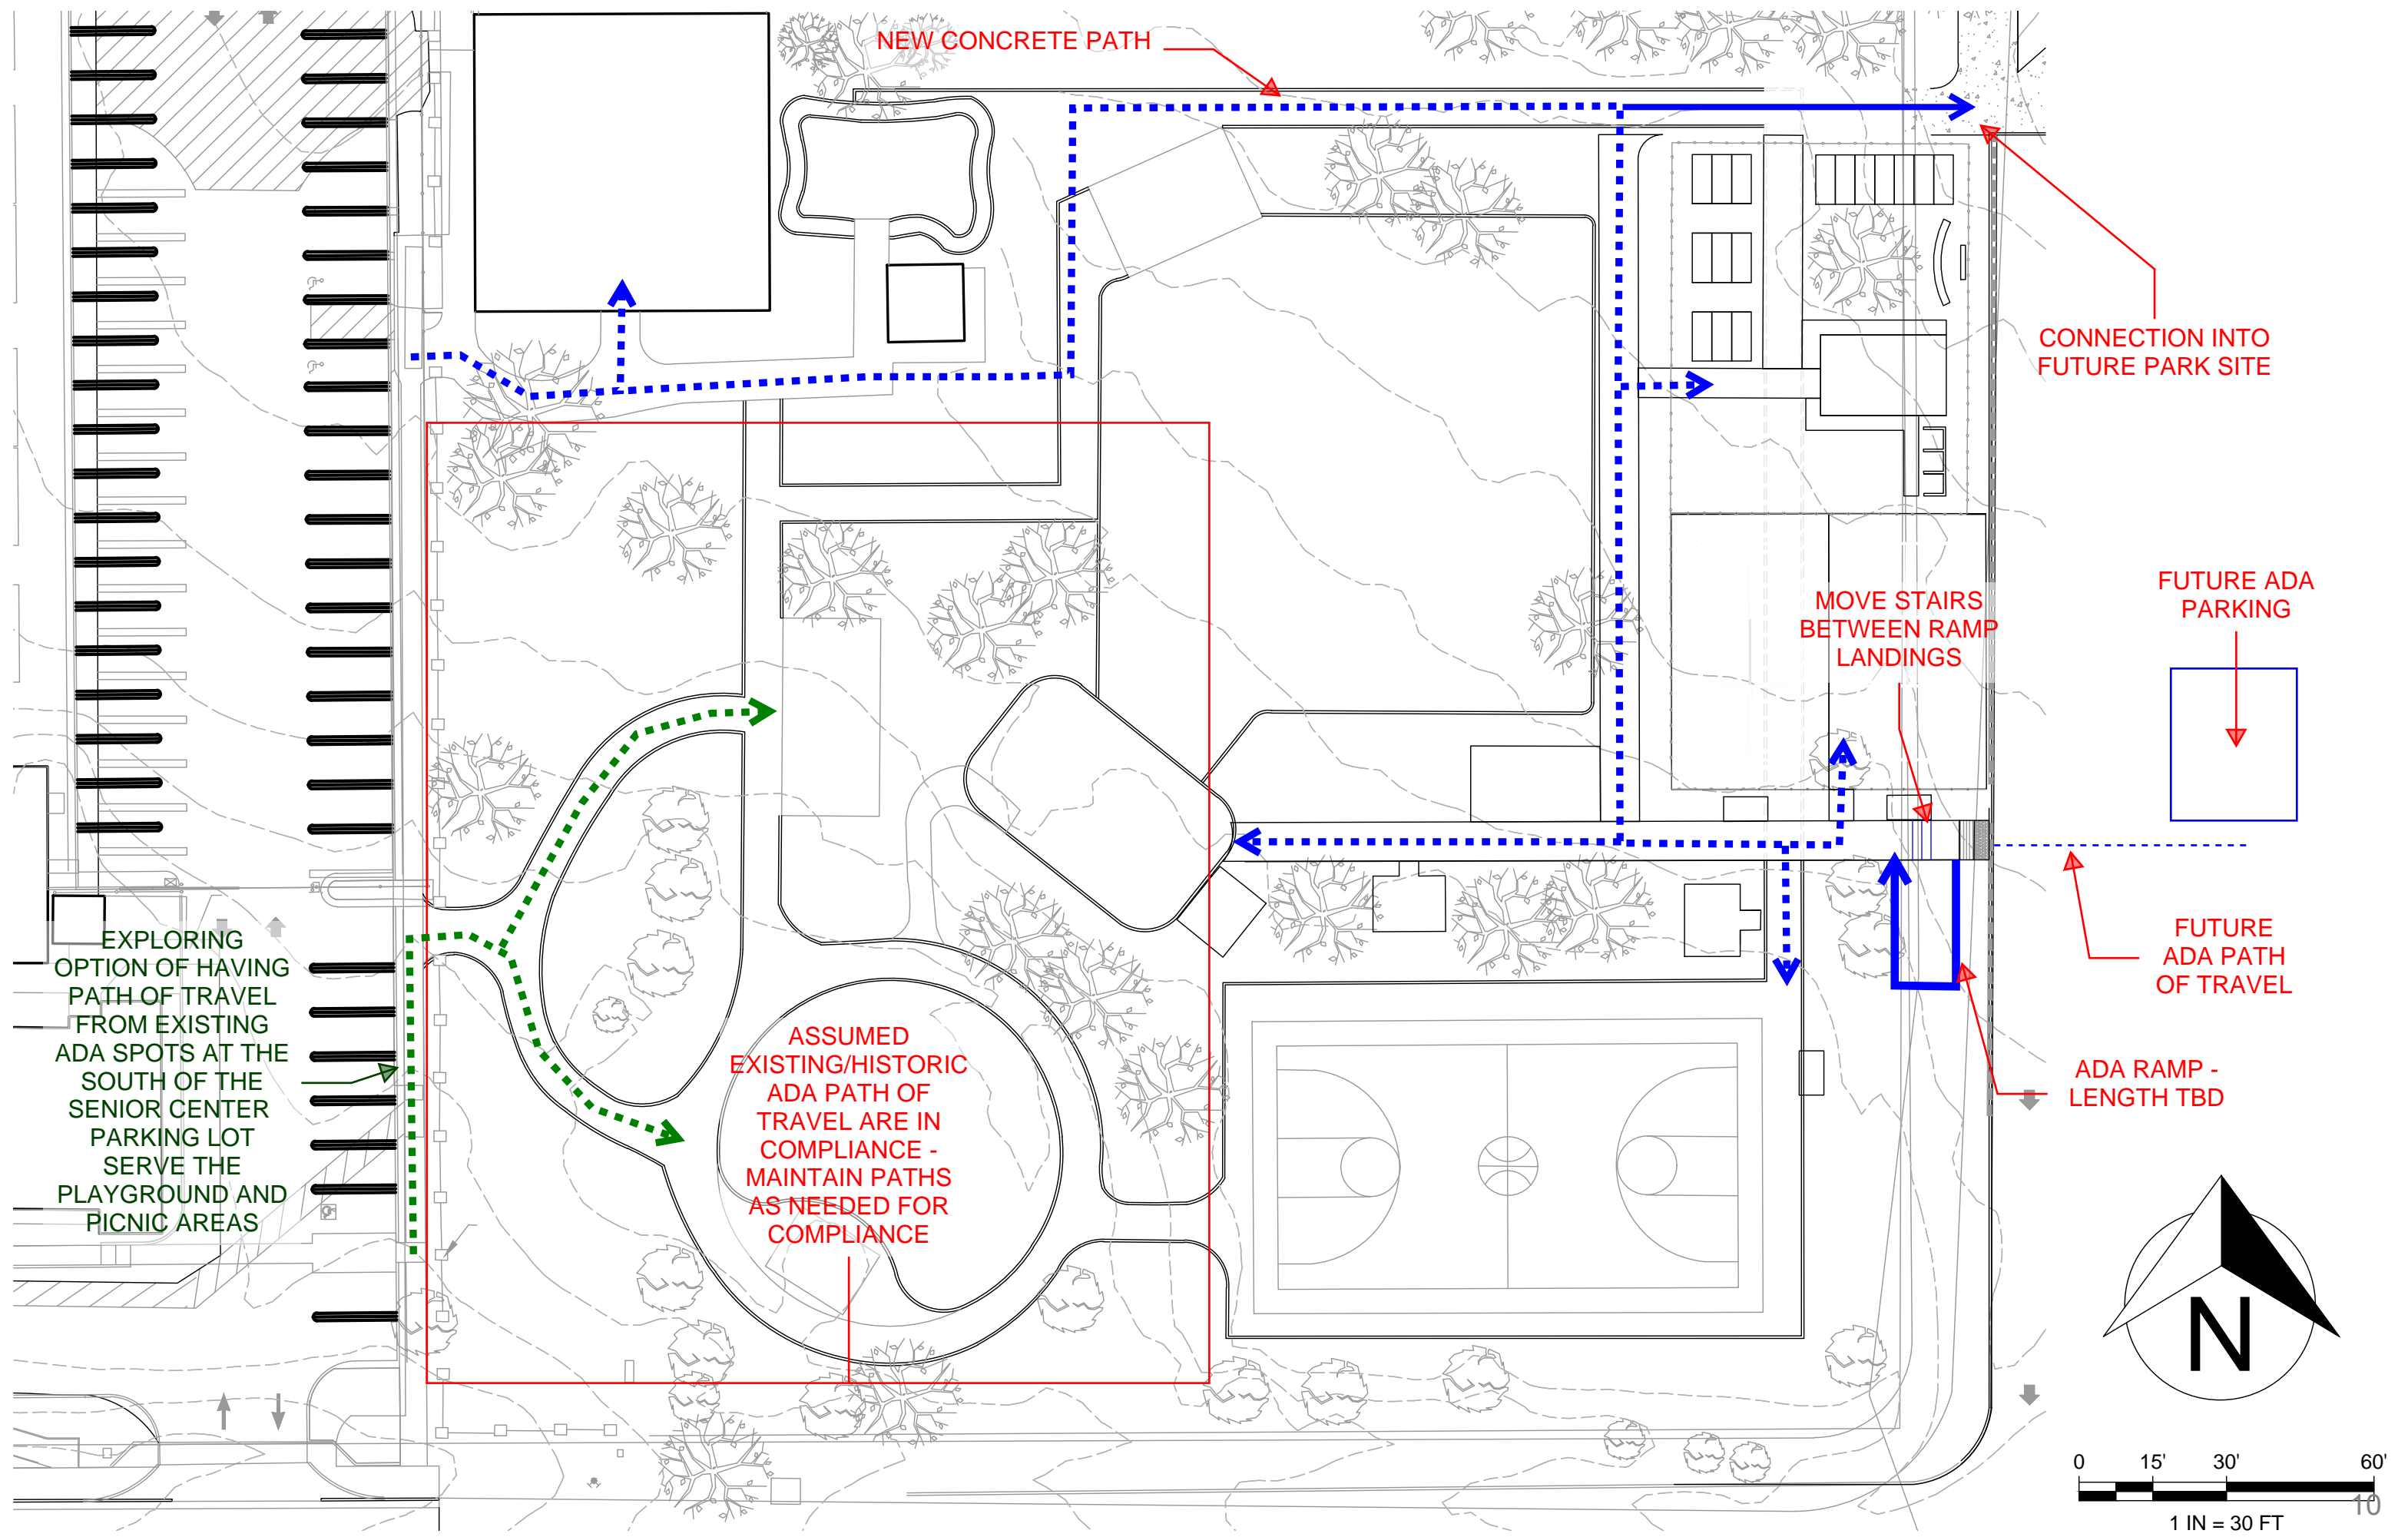 NEW CONCRETE PATH
CONNECTION INTO
FUTURE PARK SITE
FUTURE ADA
PARKING
MOVE STAIRS
BETWEEN RAMP
LANDINGS
FUTURE
ADA PATH
OF TRAVEL
ADA RAMP -
LENGTH TBD
EXPLORING
OPTION OF HAVING
PATH OF TRAVEL
FROM EXISTING
ADA SPOTS AT THE
SOUTH OF THE
SENIOR CENTER
PARKING LOT
SERVE THE
PLAYGROUND AND
PICNIC AREAS
ASSUMED
EXISTING/HISTORIC
ADA PATH OF
TRAVEL ARE IN
COMPLIANCE -
MAINTAIN PATHS
AS NEEDED FOR
COMPLIANCE
N
0 15' 30' 60'
10
1 IN = 30 FT